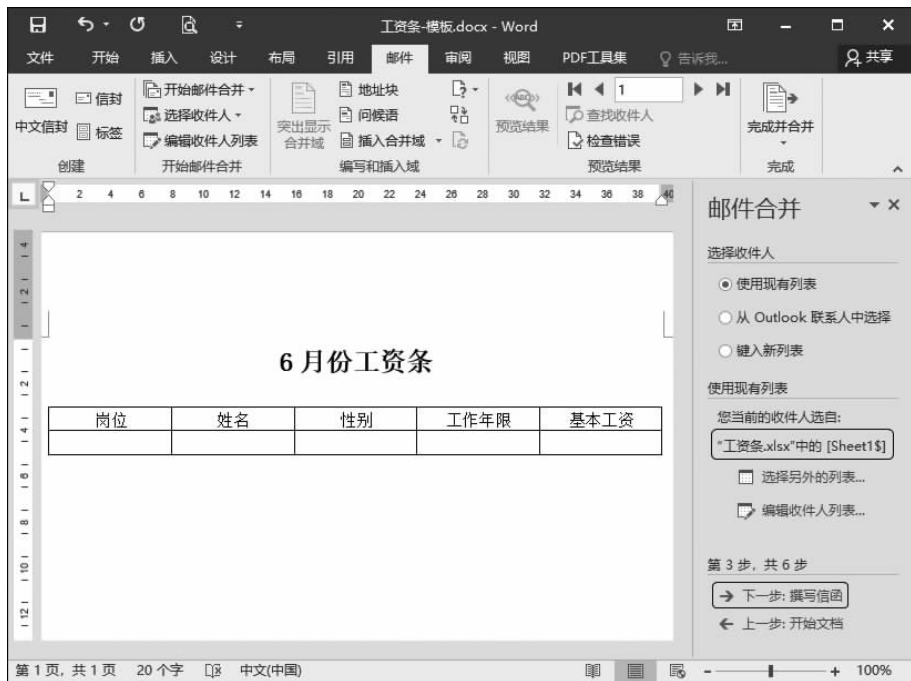 工资条-模板.docx - Word
文件 开始 插入 设计 布局 引用 邮件 审阅 视图 PDF工具集 告诉我... 共享
中文信封
信封
标签
创建
开始邮件合并
选择收件人
编辑收件人列表
开始邮件合并
突出显示
合并域
地址块
问候语
插入合并域
编写和插入域
ABC
预览结果
1
查找收件人
检查错误
预览结果
完成并合并
完成
L
2 4 6 8 10 12 14 16 18 20 22 24 26 28 30 32 34 36 38 40
4
2
2
4
6
8
10
12
6 月份工资条
岗位 姓名 性别 工作年限 基本工资
邮件合并
选择收件人
使用现有列表
从 Outlook 联系人中选择
键入新列表
使用现有列表
您当前的收件人选自:
"工资条.xlsx"中的 [Sheet1$]
选择另外的列表...
编辑收件人列表...
第 3 步，共 6 步
下一步: 撰写信函
上一步: 开始文档
第 1 页，共 1 页 20 个字 中文(中国) 100%